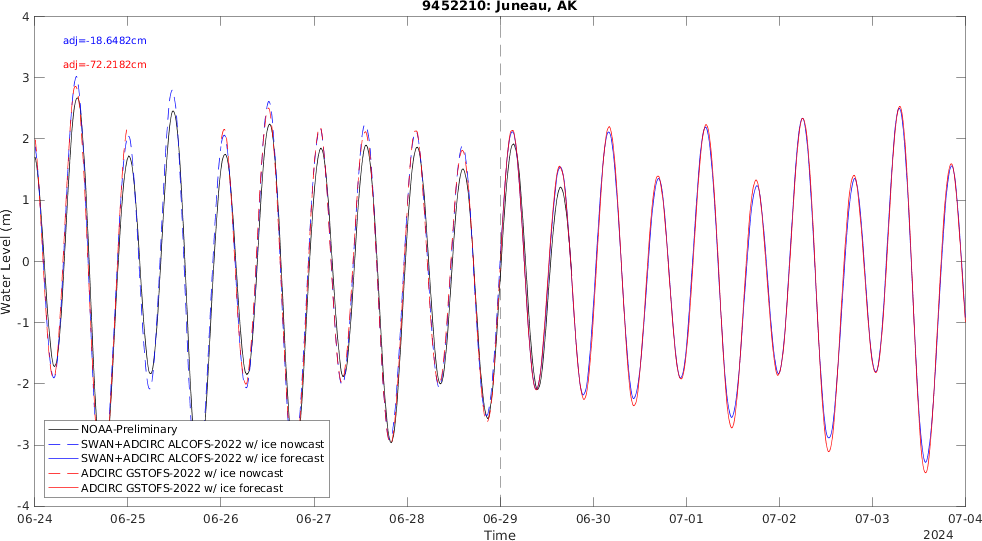 9452210: Juneau, AK
adj=-18.6482cm
adj=-72.2182cm
Water Level (m)
4
3
2
1
0
-1
-2
-3
-4
NOAA-Preliminary
SWAN+ADCIRC ALCOFS-2022 w/ ice nowcast
SWAN+ADCIRC ALCOFS-2022 w/ ice forecast
ADCIRC GSTOFS-2022 w/ ice nowcast
ADCIRC GSTOFS-2022 w/ ice forecast
06-24 06-25 06-26 06-27 06-28 06-29 06-30 07-01 07-02 07-03 07-04
Time
2024